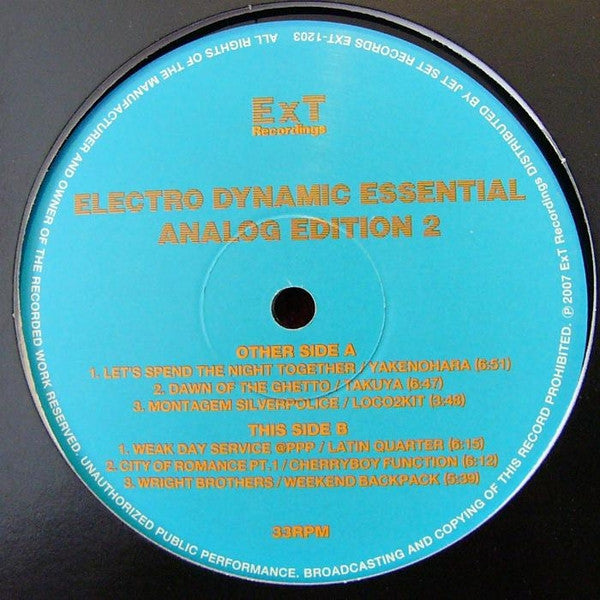 ExT
Recordings
ELECTRO DYNAMIC ESSENTIAL
ANALOG EDITION 2
OTHER SIDE A
1. LET'S SPEND THE NIGHT TOGETHER / YAKENOHARA (6:51)
2. DAWN OF THE GHETTO / TAKUYA (6:47)
3. MONTAGEM SILVERPOLICE / LOCO2KIT (3:43)
THIS SIDE B
1. WEAK DAY SERVICE @PPP / LATIN QUARTER (6:15)
2. CITY OF ROMANCE PT. 1 / CHERRYBOY FUNCTION (6:12)
3. WRIGHT BROTHERS / WEEKEND BACKPACK (5:39)
33RPM
ALL RIGHTS OF THE MANUFACTURER AND OWNER OF THE RECORDED WORK RESERVED. UNAUTHORIZED PUBLIC PERFORMANCE. BROADCASTING AND COPYING OF THIS RECORD PROHIBITED. ℗ 2007 ExT Recordings DISTRIBUTED BY JET SET RECORDS EXT-1203